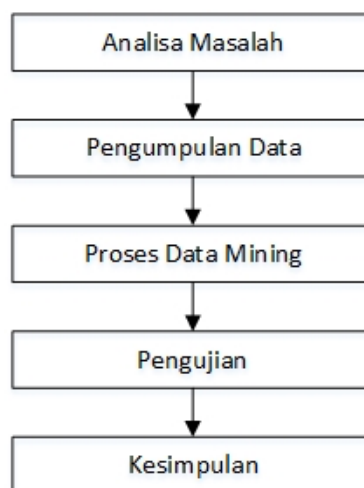 Analisa Masalah
Pengumpulan Data
Proses Data Mining
Pengujian
Kesimpulan